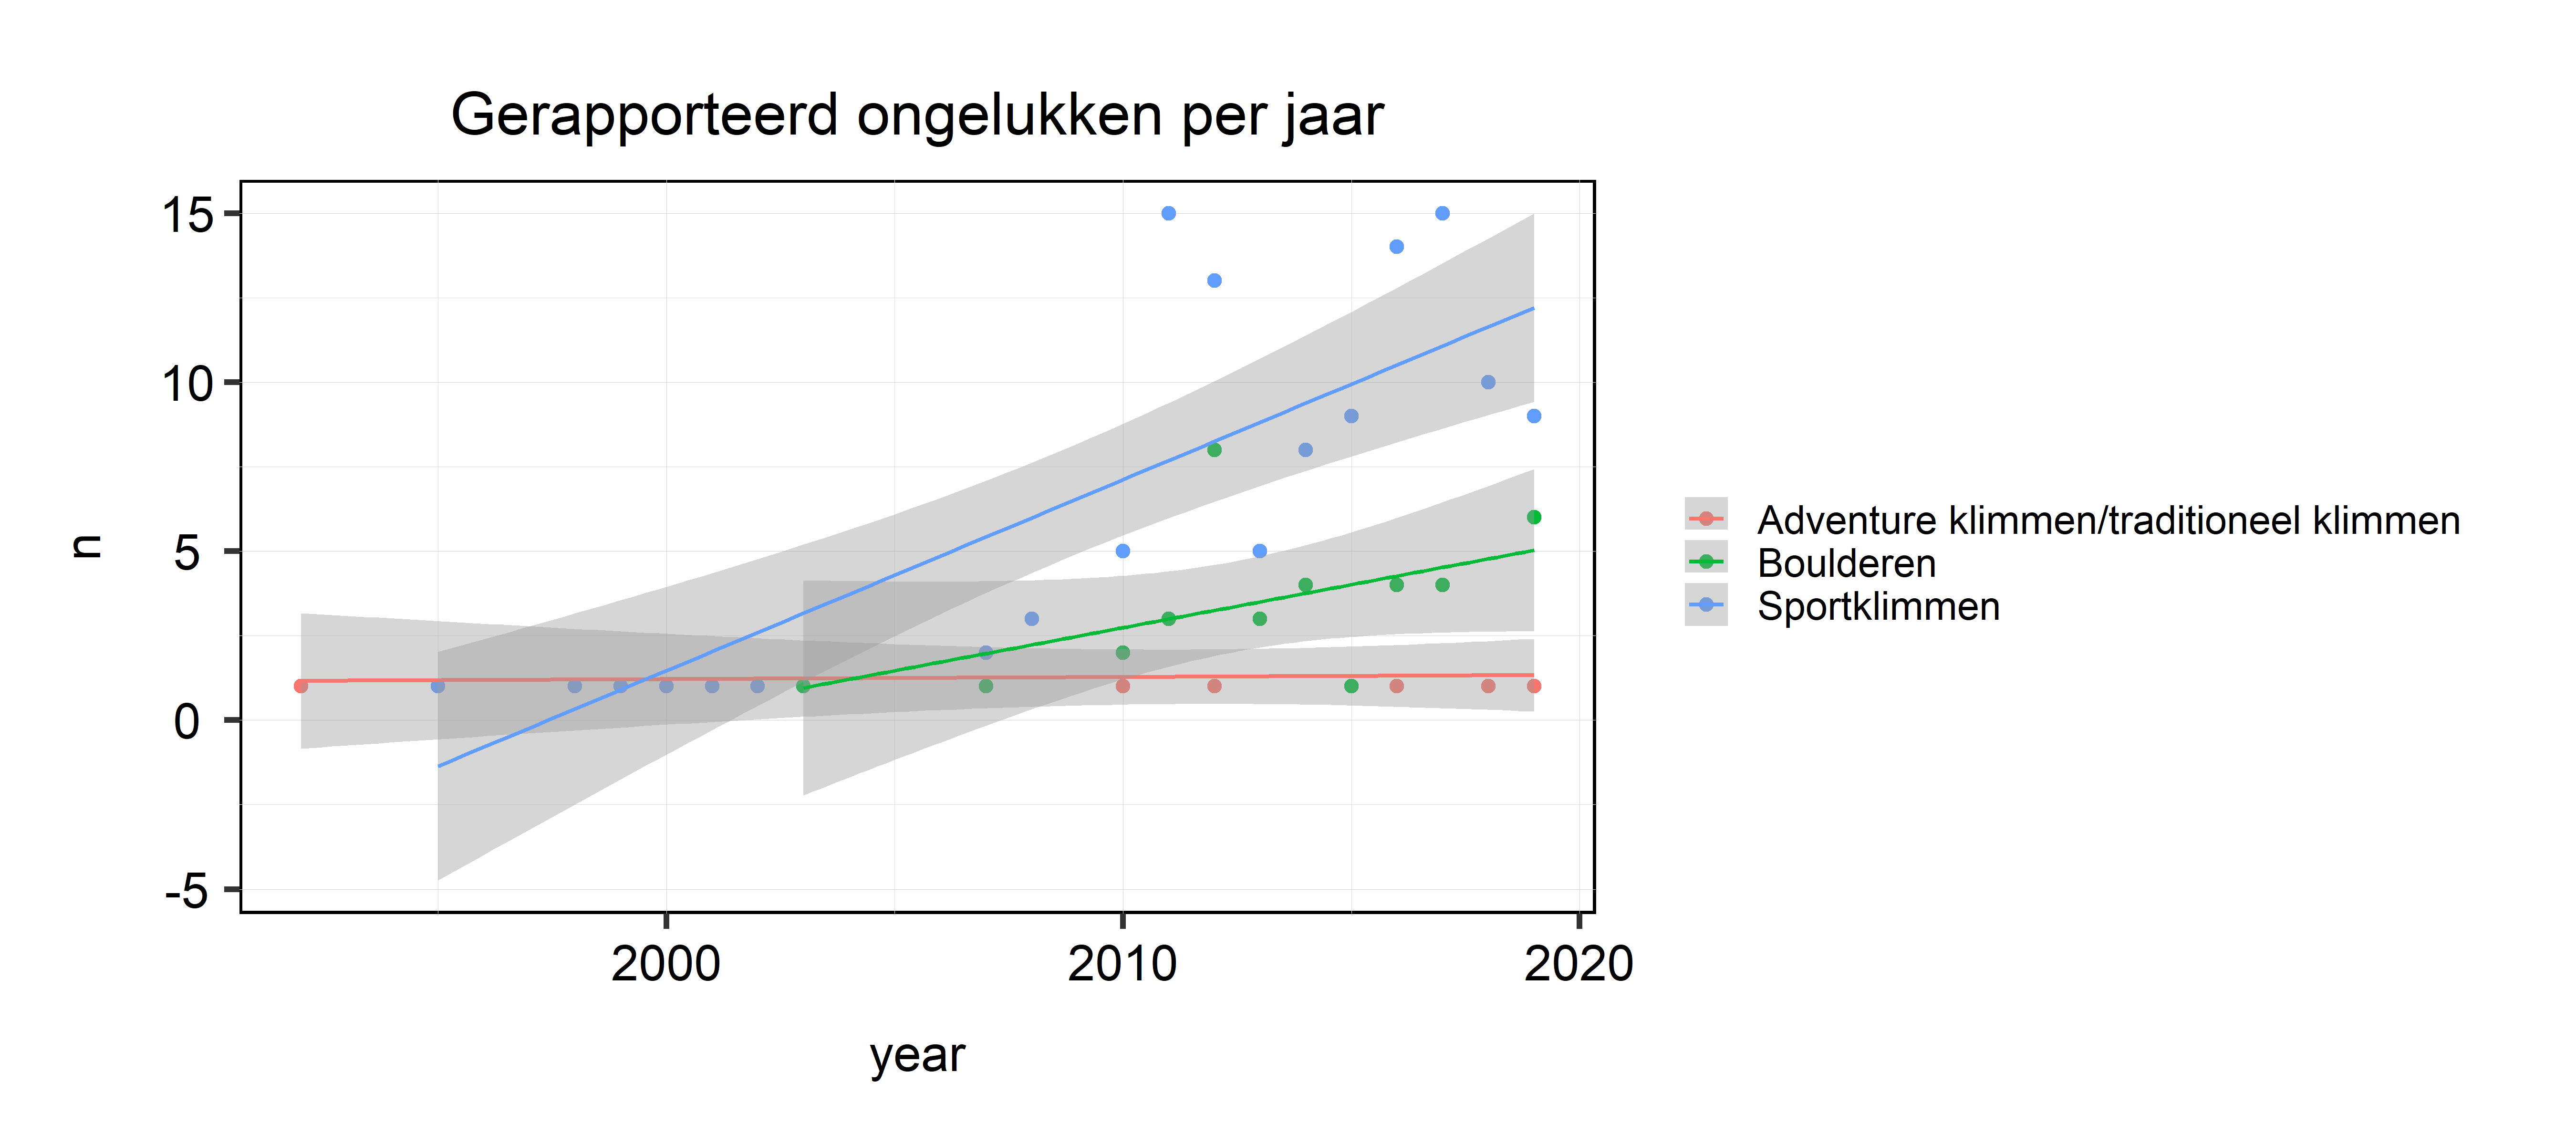 Gerapporteerd ongelukken per jaar
15
10
5
0
-5
n
2000
2010
2020
year
Adventure klimmen/traditioneel klimmen
Boulderen
Sportklimmen